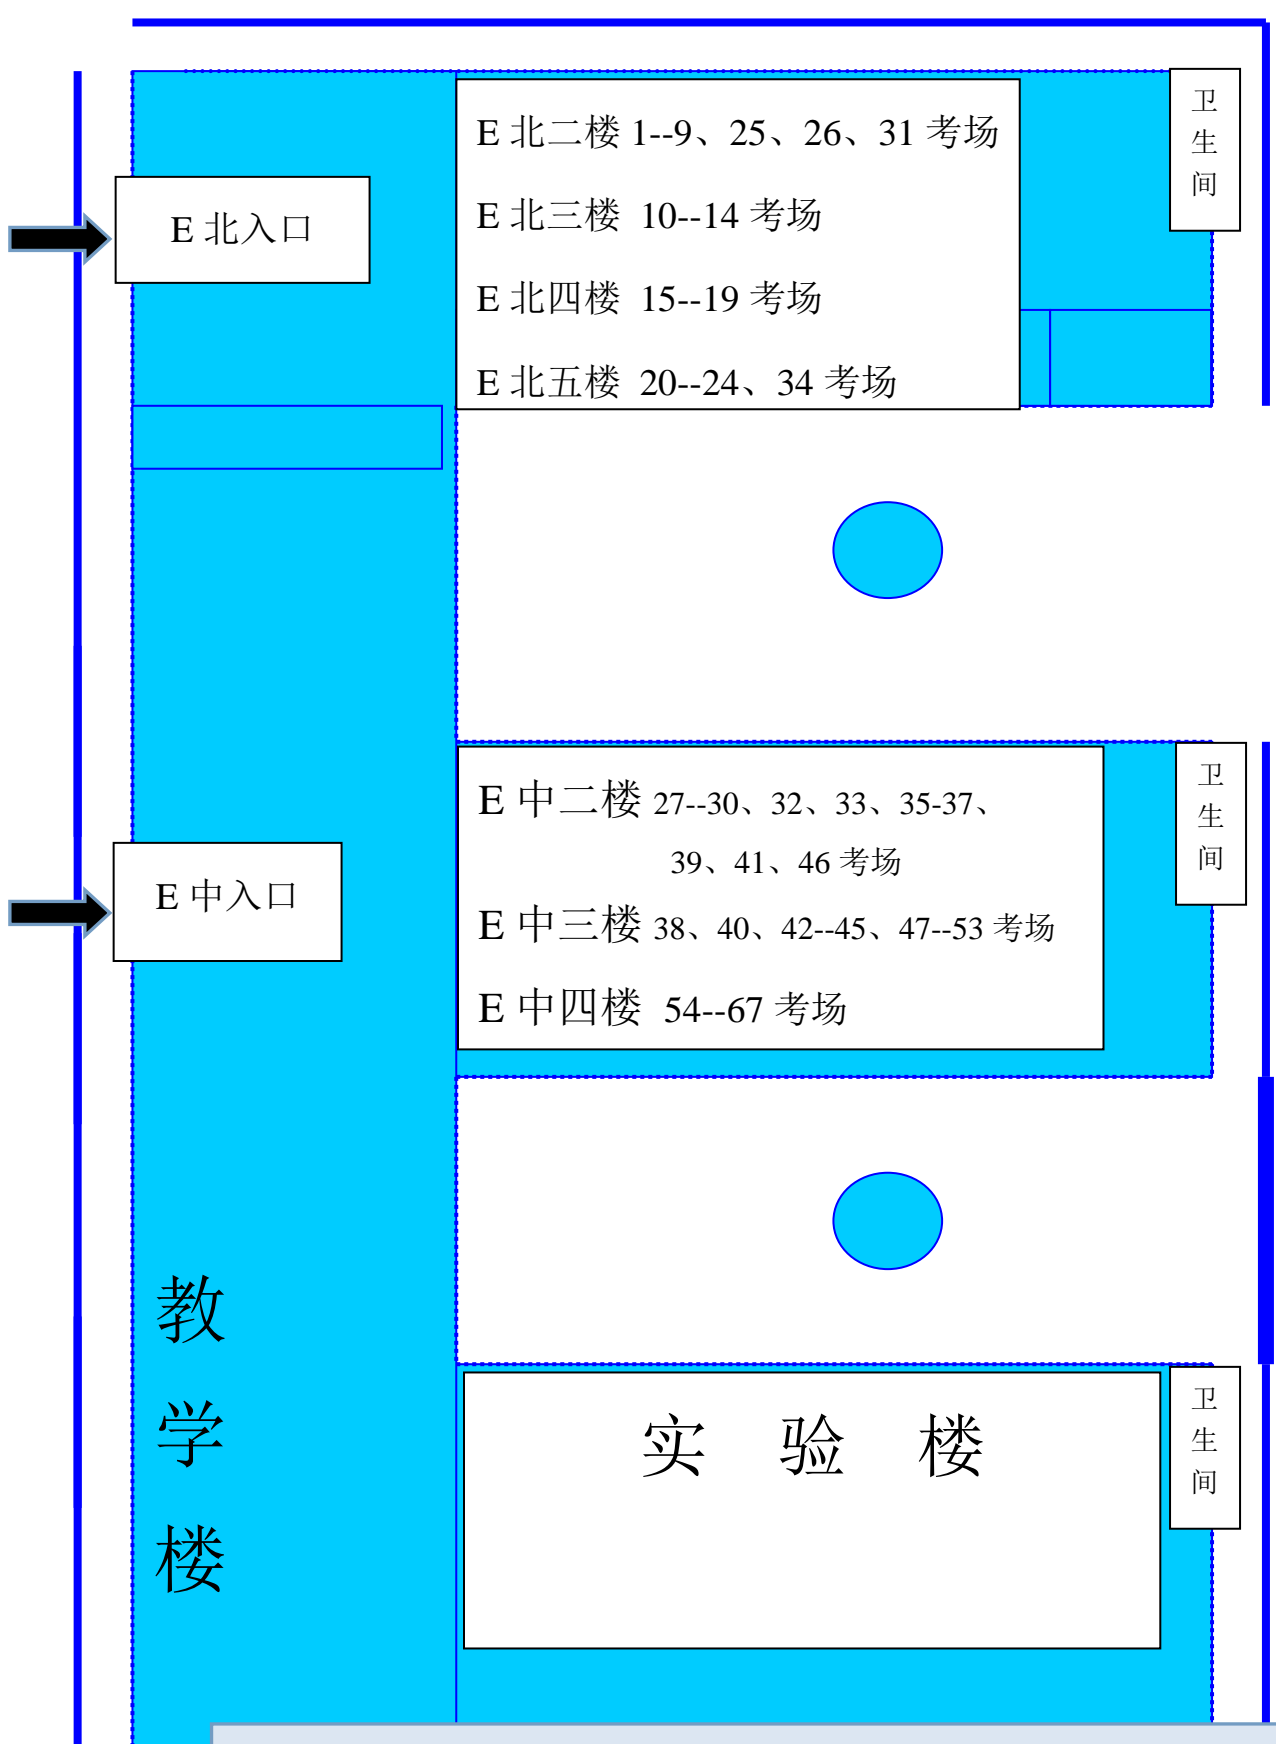 E 北二楼 1--9、25、26、31 考场
E 北三楼 10--14 考场
E 北四楼 15--19 考场
E 北五楼 20--24、34 考场
卫
生
间
E 北入口
E 中二楼 27--30、32、33、35-37、
39、41、46 考场
E 中三楼 38、40、42--45、47--53 考场
E 中四楼 54--67 考场
卫
生
间
E 中入口
教
学
楼
实 验 楼
卫
生
间